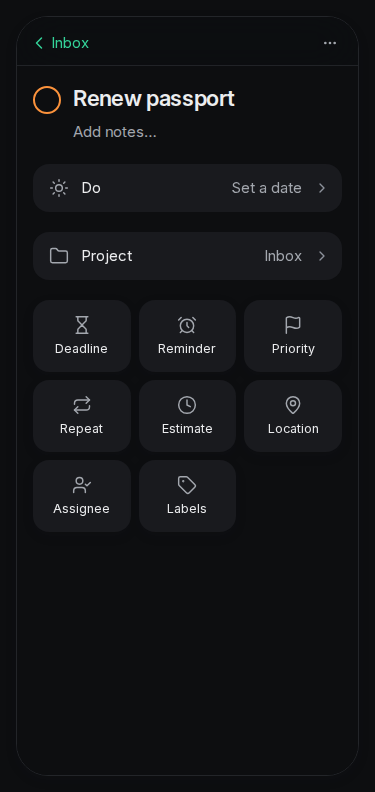 Inbox
Renew passport
Add notes...
Do Set a date
Project Inbox
Deadline Reminder Priority
Repeat Estimate Location
Assignee Labels